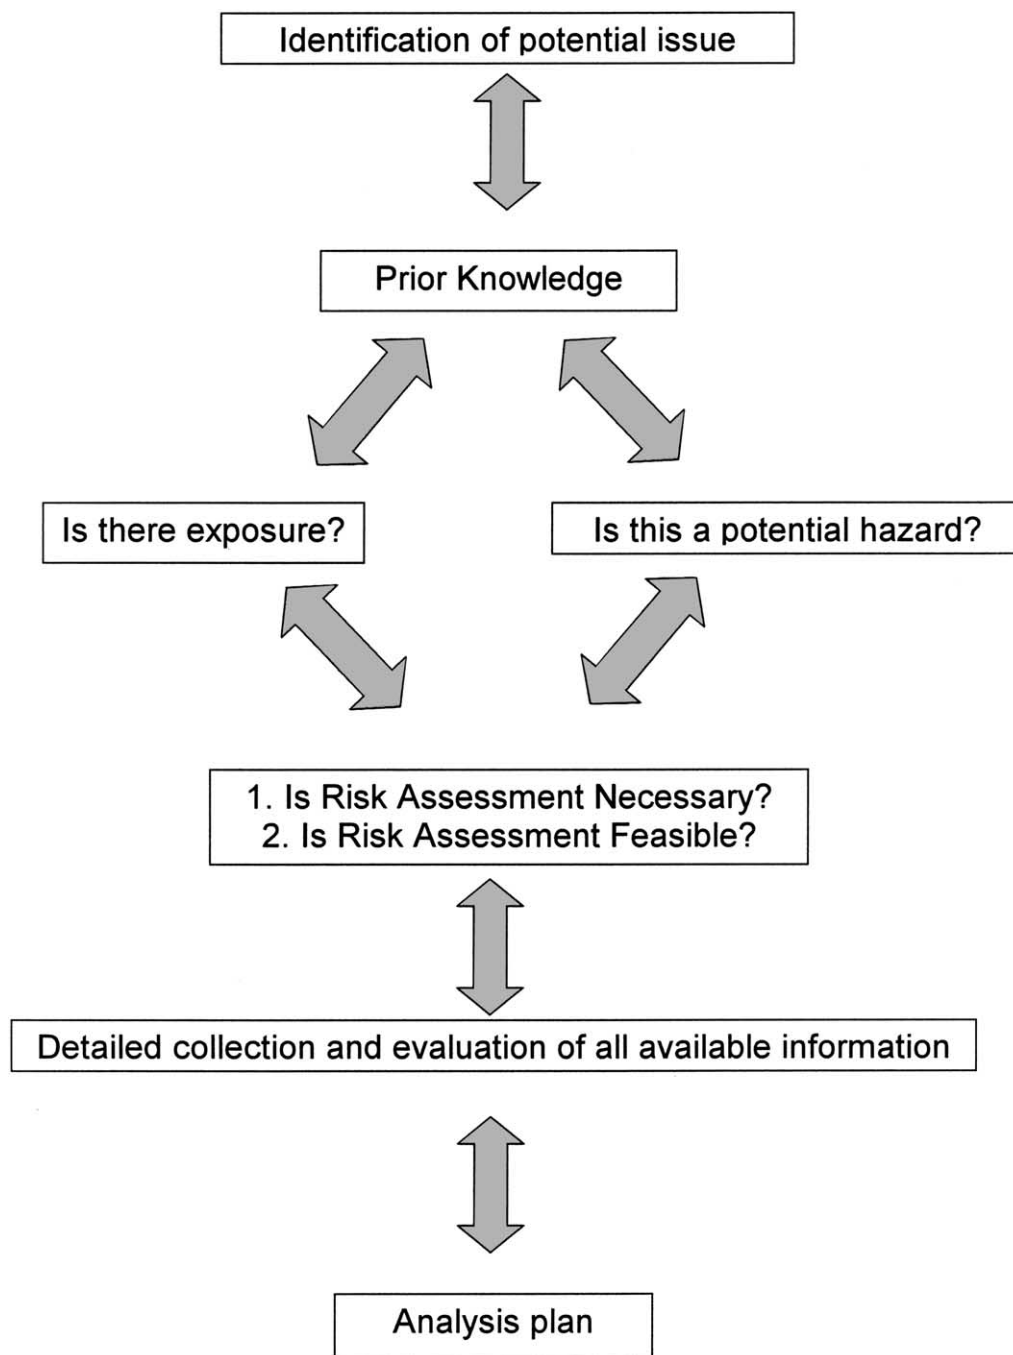 Identification of potential issue
Prior Knowledge
Is there exposure?
Is this a potential hazard?
1. Is Risk Assessment Necessary?
2. Is Risk Assessment Feasible?
Detailed collection and evaluation of all available information
Analysis plan